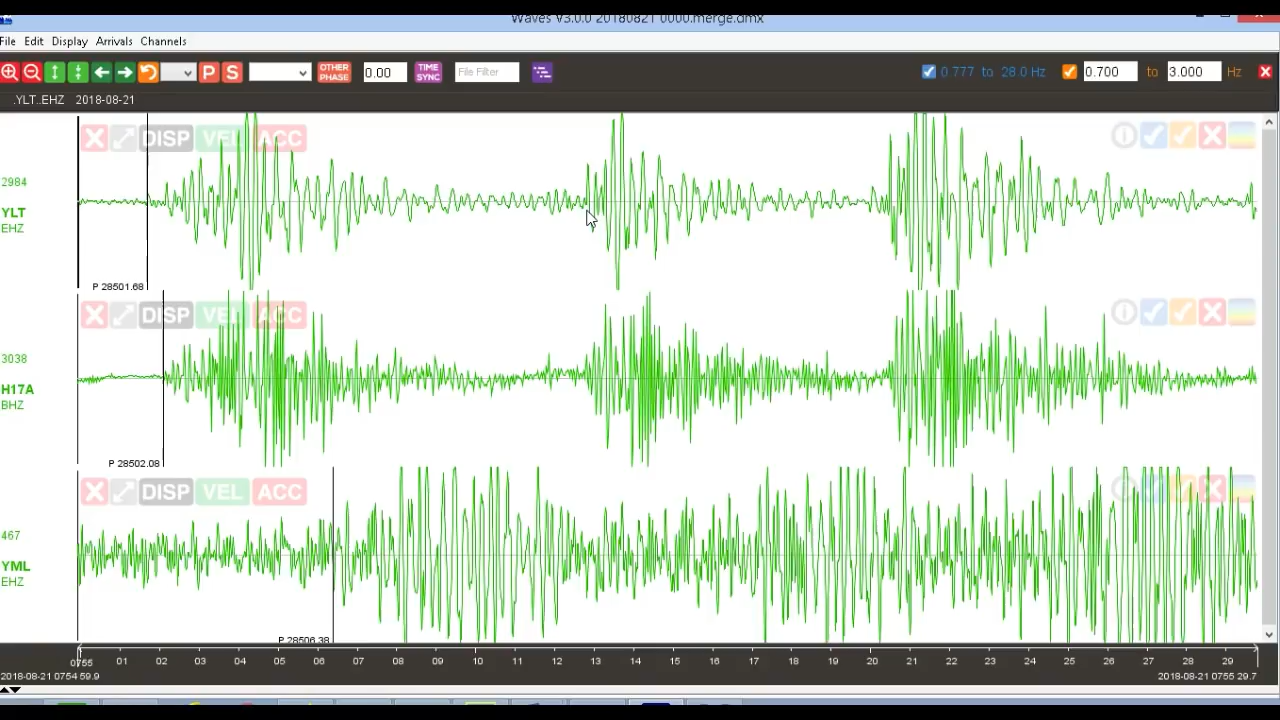 Waves V3.0.0 20180821 0000.merge.dmx
File Edit Display Arrivals Channels
P S OTHER PHASE 0.00 TIME SYNC File Filter 0.777 to 28.0 Hz 0.700 to 3.000 Hz
.YLT..EHZ 2018-08-21
DISP VEL ACC
2984
YLT
EHZ
P 28501.68
DISP VEL ACC
3038
H17A
BHZ
P 28502.08
DISP VEL ACC
467
YML
EHZ
P 28506.38
0755 01 02 03 04 05 06 07 08 09 10 11 12 13 14 15 16 17 18 19 20 21 22 23 24 25 26 27 28 29
2018-08-21 0754 59.9 2018-08-21 0755 29.7